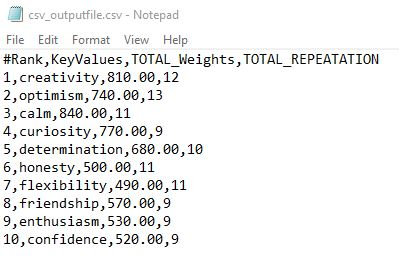 csv_outputfile.csv - Notepad
File Edit Format View Help
#Rank,KeyValues,TOTAL_Weights,TOTAL_REPEATATION
1,creativity,810.00,12
2,optimism,740.00,13
3,calm,840.00,11
4,curiosity,770.00,9
5,determination,680.00,10
6,honesty,500.00,11
7,flexibility,490.00,11
8,friendship,570.00,9
9,enthusiasm,530.00,9
10,confidence,520.00,9